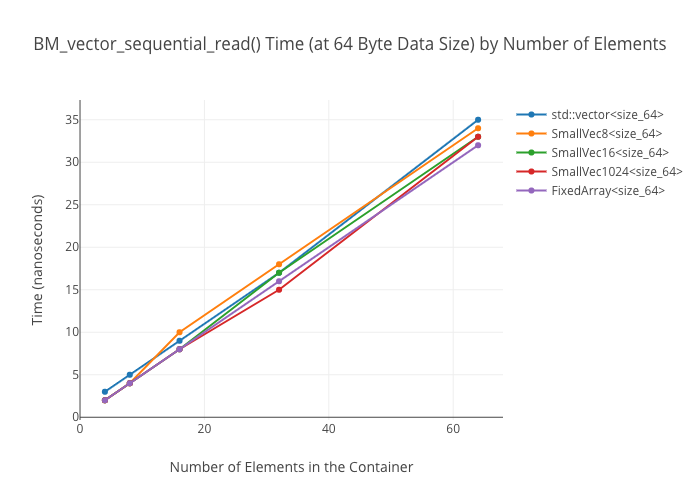 BM_vector_sequential_read() Time (at 64 Byte Data Size) by Number of Elements
std::vector<size_64>
SmallVec8<size_64>
SmallVec16<size_64>
SmallVec1024<size_64>
FixedArray<size_64>
Time (nanoseconds)
35
30
25
20
15
10
5
0
0 20 40 60
Number of Elements in the Container